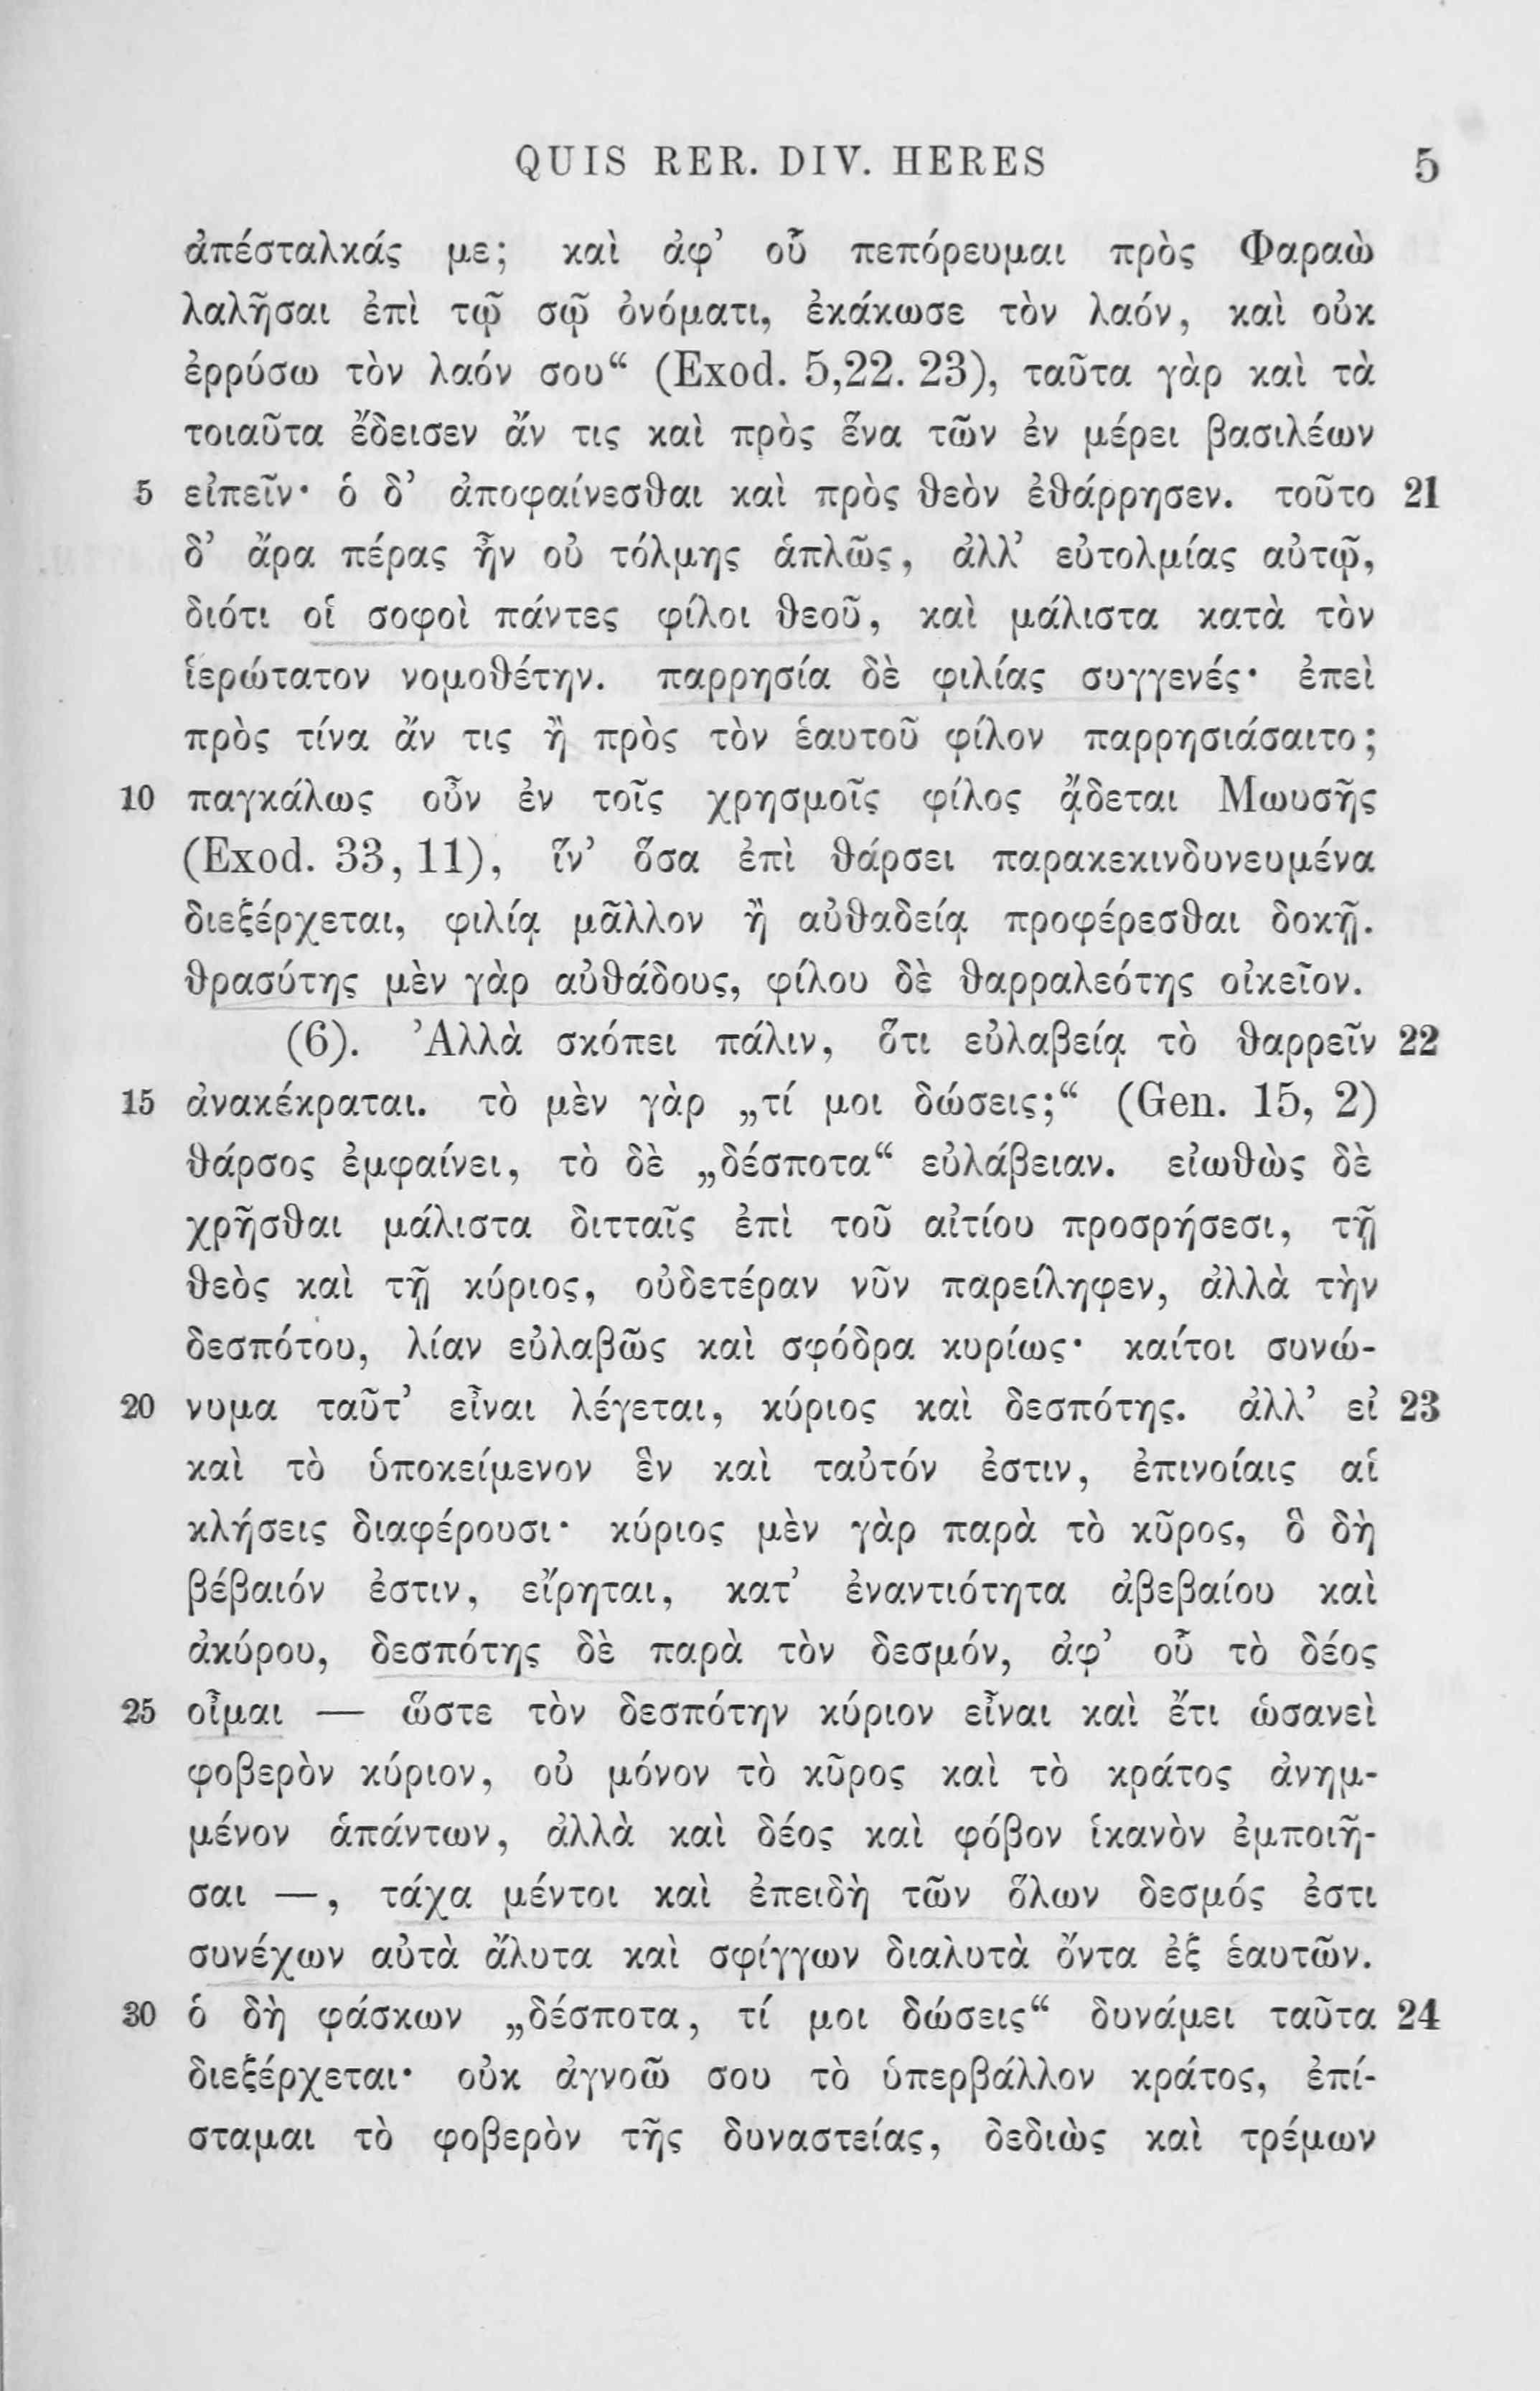 QUIS RER. DIV. HERES 5
ἀπέσταλκάς με; καὶ ἀφ’ οὗ πεπόρευμαι πρὸς Φαραὼ
λαλῆσαι ἐπὶ τῷ σῷ ὀνόματι, ἐκάκωσε τὸν λαόν, καὶ οὐκ
ἐρρύσω τὸν λαόν σου“ (Exod. 5,22. 23), ταῦτα γὰρ καὶ τὰ
τοιαῦτα ἔδεισεν ἄν τις καὶ πρὸς ἕνα τῶν ἐν μέρει βασιλέων
5 εἰπεῖν· ὁ δ’ ἀποφαίνεσθαι καὶ πρὸς θεὸν ἐθάρρησεν. τοῦτο 21
δ’ ἄρα πέρας ἦν οὐ τόλμης ἁπλῶς, ἀλλ’ εὐτολμίας αὐτῷ,
διότι οἱ σοφοὶ πάντες φίλοι θεοῦ, καὶ μάλιστα κατὰ τὸν
ἱερώτατον νομοθέτην. παρρησία δὲ φιλίας συγγενές· ἐπεὶ
πρὸς τίνα ἄν τις ἢ πρὸς τὸν ἑαυτοῦ φίλον παρρησιάσαιτο;
10 παγκάλως οὖν ἐν τοῖς χρησμοῖς φίλος ᾄδεται Μωυσῆς
(Exod. 33, 11), ἵν’ ὅσα ἐπὶ θάρσει παρακεκινδυνευμένα
διεξέρχεται, φιλίᾳ μᾶλλον ἢ αὐθαδείᾳ προφέρεσθαι δοκῇ.
θρασύτης μὲν γὰρ αὐθάδους, φίλου δὲ θαρραλεότης οἰκεῖον.
(6). Ἀλλὰ σκόπει πάλιν, ὅτι εὐλαβείᾳ τὸ θαρρεῖν 22
15 ἀνακέκραται. τὸ μὲν γὰρ „τί μοι δώσεις;“ (Gen. 15, 2)
θάρσος ἐμφαίνει, τὸ δὲ „δέσποτα“ εὐλάβειαν. εἰωθὼς δὲ
χρῆσθαι μάλιστα διτταῖς ἐπὶ τοῦ αἰτίου προσρήσεσι, τῇ
θεὸς καὶ τῇ κύριος, οὐδετέραν νῦν παρείληφεν, ἀλλὰ τὴν
δεσπότου, λίαν εὐλαβῶς καὶ σφόδρα κυρίως· καίτοι συνώ-
20 νυμα ταῦτ’ εἶναι λέγεται, κύριος καὶ δεσπότης. ἀλλ’ εἰ 23
καὶ τὸ ὑποκείμενον ἓν καὶ ταὐτόν ἐστιν, ἐπινοίαις αἱ
κλήσεις διαφέρουσι· κύριος μὲν γὰρ παρὰ τὸ κῦρος, ὃ δὴ
βέβαιόν ἐστιν, εἴρηται, κατ’ ἐναντιότητα ἀβεβαίου καὶ
ἀκύρου, δεσπότης δὲ παρὰ τὸν δεσμόν, ἀφ’ οὗ τὸ δέος
25 οἶμαι — ὥστε τὸν δεσπότην κύριον εἶναι καὶ ἔτι ὡσανεὶ
φοβερὸν κύριον, οὐ μόνον τὸ κῦρος καὶ τὸ κράτος ἀνημ-
μένον ἁπάντων, ἀλλὰ καὶ δέος καὶ φόβον ἱκανὸν ἐμποιῆ-
σαι —, τάχα μέντοι καὶ ἐπειδὴ τῶν ὅλων δεσμός ἐστι
συνέχων αὐτὰ ἄλυτα καὶ σφίγγων διαλυτὰ ὄντα ἐξ ἑαυτῶν.
30 ὁ δὴ φάσκων „δέσποτα, τί μοι δώσεις“ δυνάμει ταῦτα 24
διεξέρχεται· οὐκ ἀγνοῶ σου τὸ ὑπερβάλλον κράτος, ἐπί-
σταμαι τὸ φοβερὸν τῆς δυναστείας, δεδιὼς καὶ τρέμων